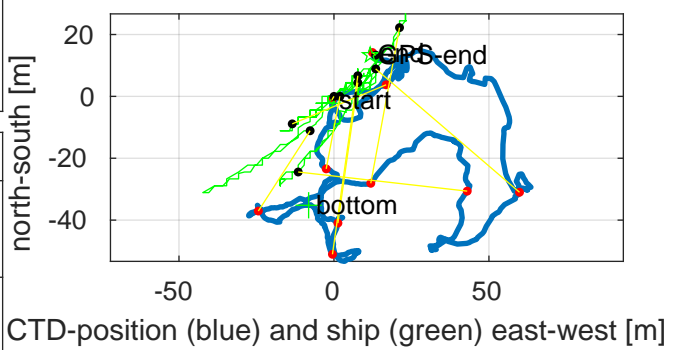 20
0
-20
-40
-50
0
50
north-south [m]
GPS-end
start
bottom
CTD-position (blue) and ship (green) east-west [m]